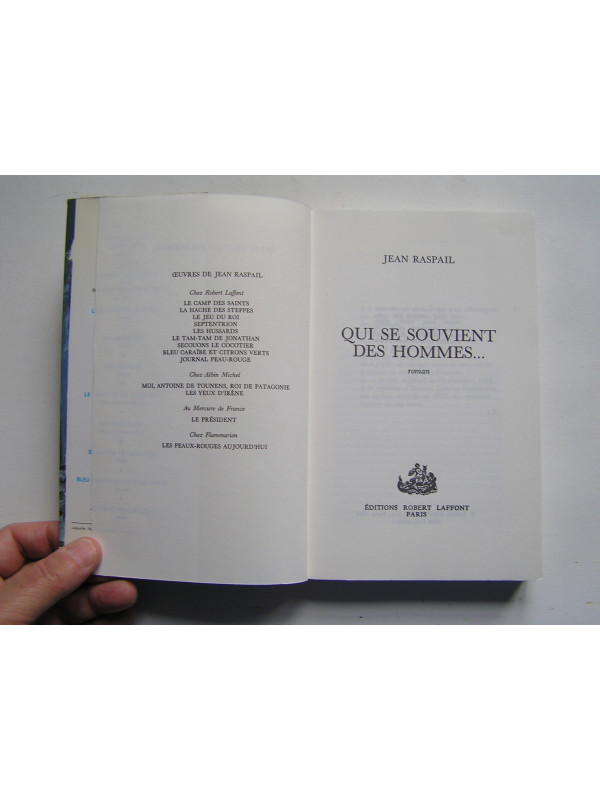 ŒUVRES DE JEAN RASPAIL
Chez Robert Laffont
LE CAMP DES SAINTS
LA HACHE DES STEPPES
LE JEU DU ROI
SEPTENTRION
LES HUSSARDS
LE TAM-TAM DE JONATHAN
SECOUONS LE COCOTIER
BLEU CARAÏBE ET CITRONS VERTS
JOURNAL PEAU-ROUGE
Chez Albin Michel
MOI, ANTOINE DE TOUNENS, ROI DE PATAGONIE
LES YEUX D'IRÈNE
Au Mercure de France
LE PRÉSIDENT
Chez Flammarion
LES PEAUX-ROUGES AUJOURD'HUI
JEAN RASPAIL
QUI SE SOUVIENT
DES HOMMES...
roman
ÉDITIONS ROBERT LAFFONT
PARIS